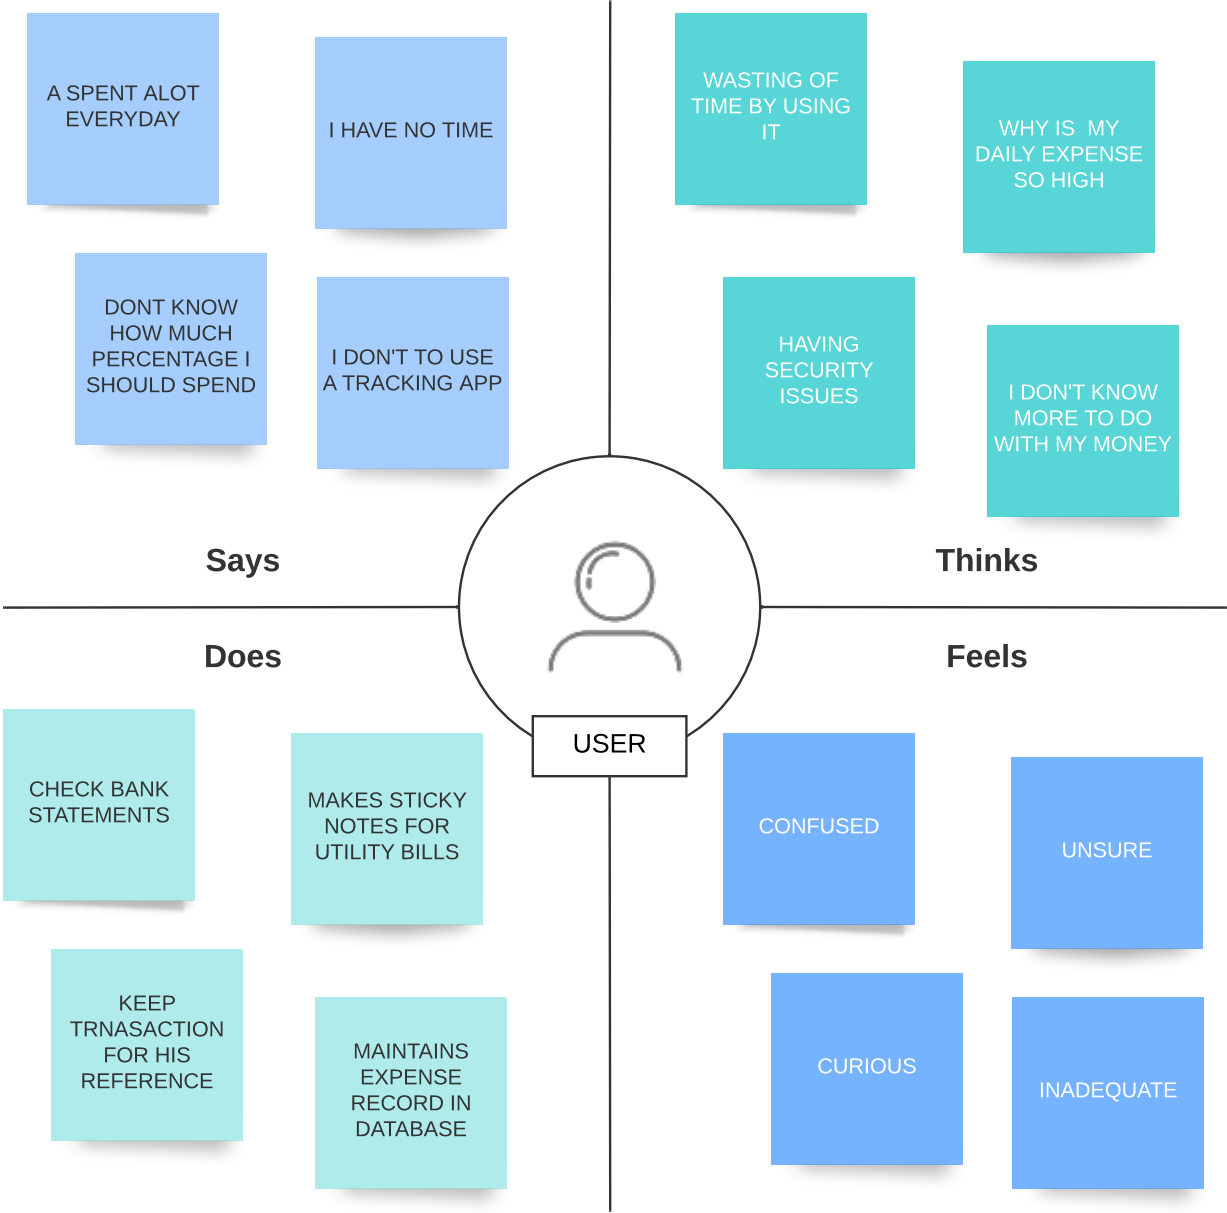 A SPENT ALOT
EVERYDAY
I HAVE NO TIME
DONT KNOW
HOW MUCH
PERCENTAGE I
SHOULD SPEND
I DON'T TO USE
A TRACKING APP
Says
WASTING OF
TIME BY USING
IT
WHY IS  MY
DAILY EXPENSE
SO HIGH
HAVING
SECURITY
ISSUES
I DON'T KNOW
MORE TO DO
WITH MY MONEY
Thinks
USER
Does
CHECK BANK
STATEMENTS
MAKES STICKY
NOTES FOR
UTILITY BILLS
KEEP
TRNASACTION
FOR HIS
REFERENCE
MAINTAINS
EXPENSE
RECORD IN
DATABASE
Feels
CONFUSED
UNSURE
CURIOUS
INADEQUATE